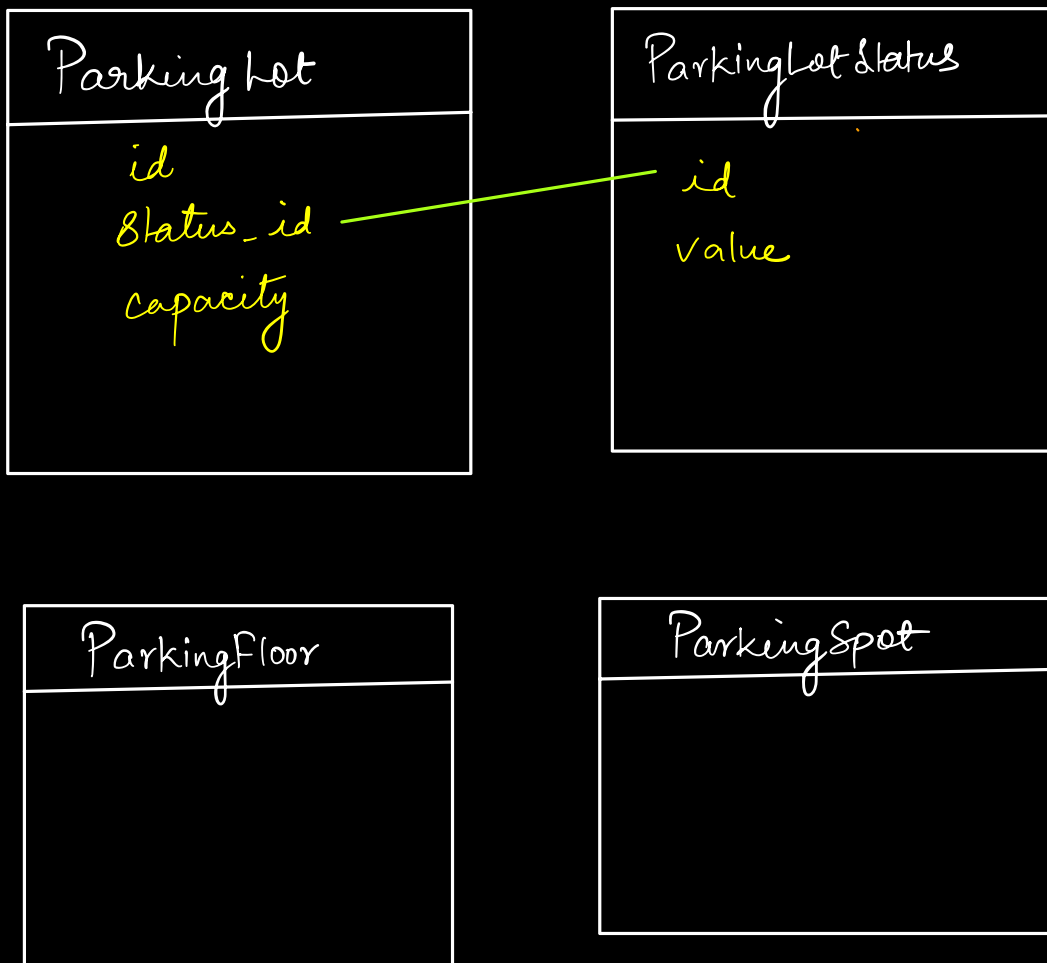 ParkingLot
id
Status_id
capacity
ParkingLotStatus
id
value
ParkingFloor
ParkingSpot